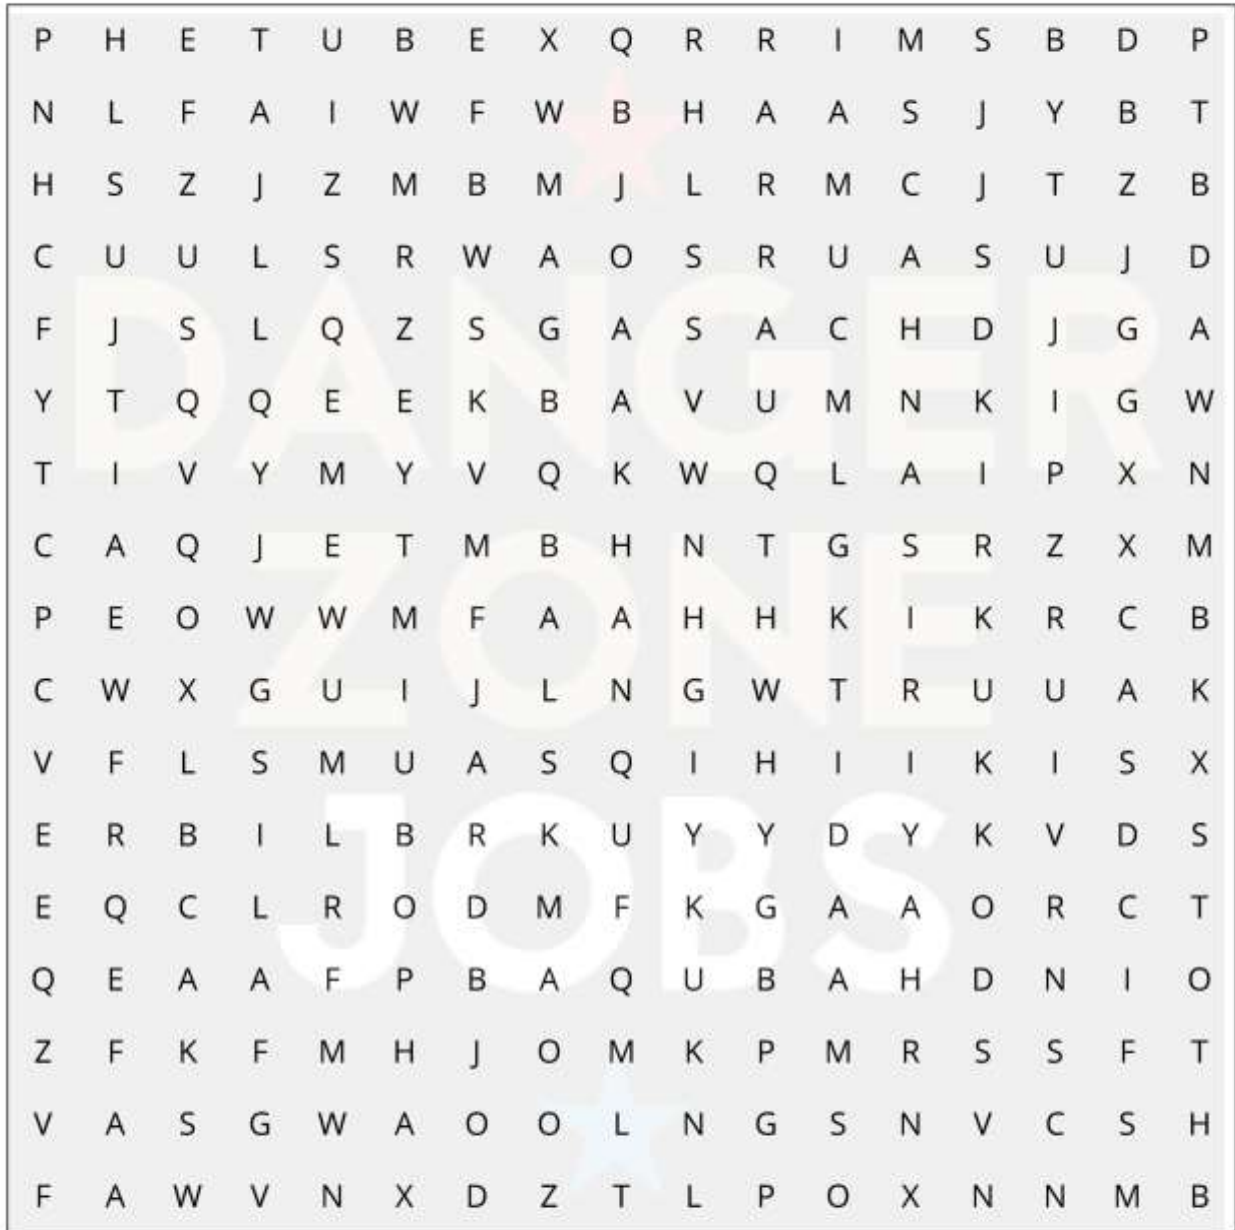 P H E T U B E X Q R R I M S B D P
N L F A I W F W B H A A S J Y B T
H S Z J Z M B M J L R M C J T Z B
C U U L S R W A O S R U A S U J D
F J S L Q Z S G A S A C H D J G A
Y T Q Q E E K B A V U M N K I G W
T I V Y M Y V Q K W Q L A I P X N
C A Q J E T M B H N T G S R Z X M
P E O W W M F A A H H K I K R C B
C W X G U I J L N G W T R U U A K
V F L S M U A S Q I H I I K I S X
E R B I L B R K U Y Y D Y K V D S
E Q C L R O D M F K G A A O R C T
Q E A A F P B A Q U B A H D N I O
Z F K F M H J O M K P M R S S F T
V A S G W A O O L N G S N V C S H
F A W V N X D Z T L P O X N N M B
DANGER
ZONE
JOBS